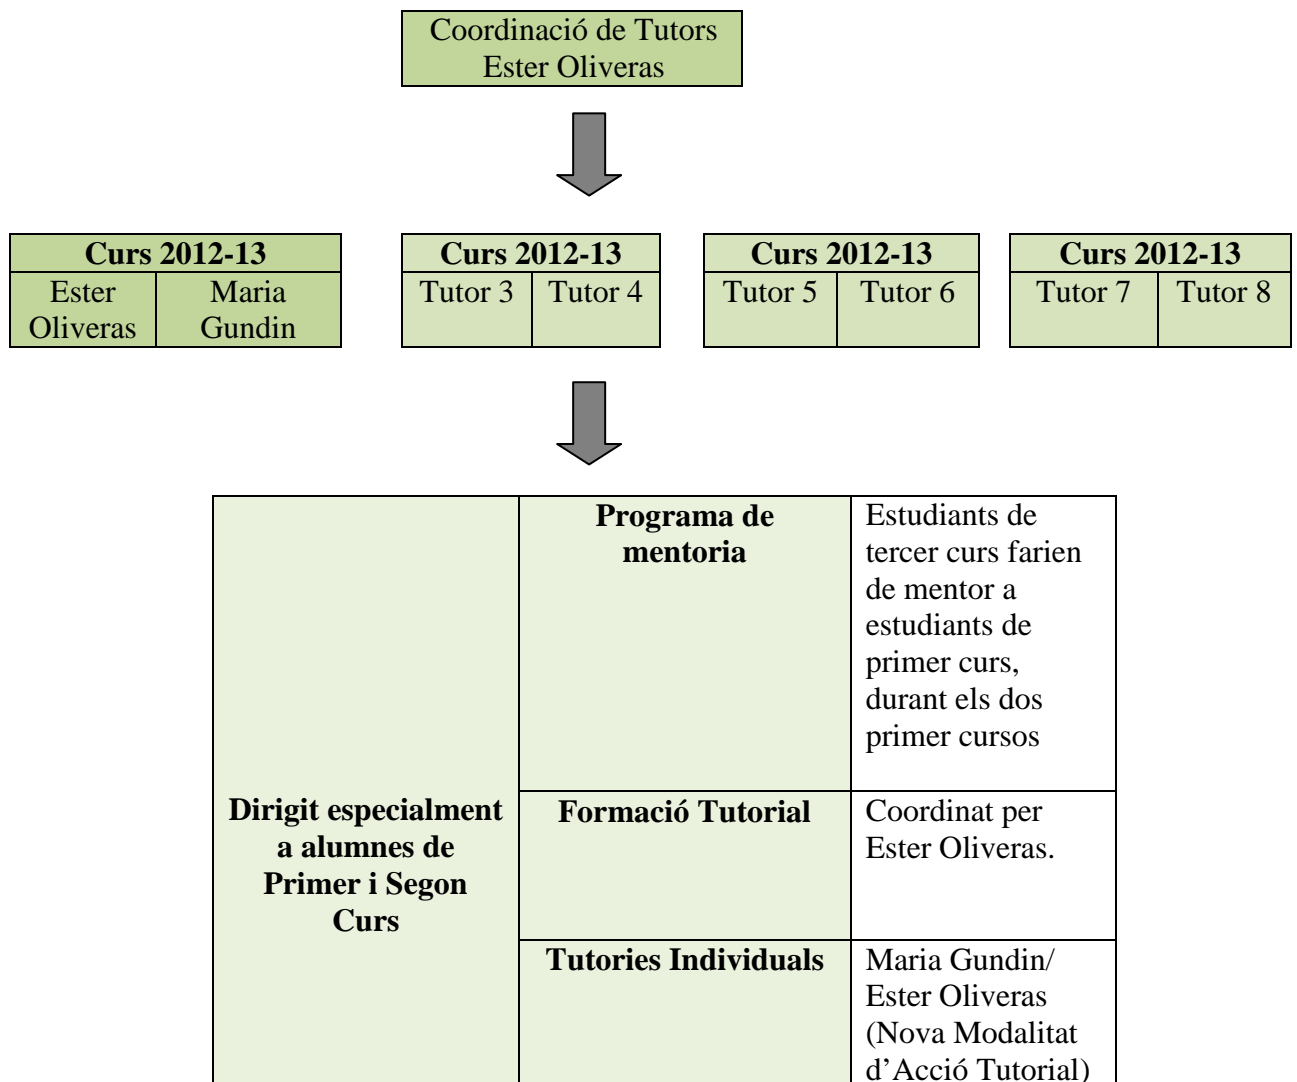 Coordinació de Tutors
Ester Oliveras
Curs 2012-13
Ester Oliveras
Maria Gundin
Curs 2012-13
Tutor 3
Tutor 4
Curs 2012-13
Tutor 5
Tutor 6
Curs 2012-13
Tutor 7
Tutor 8
Dirigit especialment
a alumnes de
Primer i Segon
Curs
Programa de
mentoria
Estudiants de
tercer curs farien
de mentor a
estudiants de
primer curs,
durant els dos
primer cursos
Formació Tutorial
Coordinat per
Ester Oliveras.
Tutories Individuals
Maria Gundin/
Ester Oliveras
(Nova Modalitat
d’Acció Tutorial)